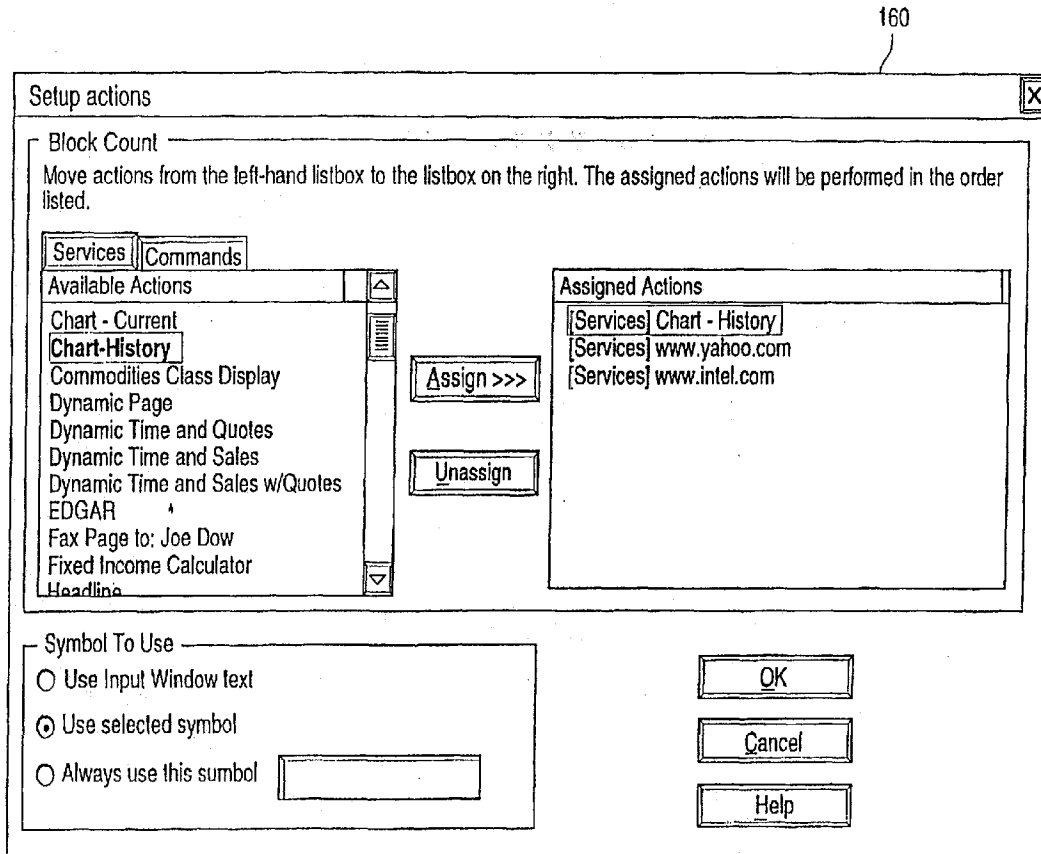 160
Setup actions
Block Count
Move actions from the left-hand listbox to the listbox on the right. The assigned actions will be performed in the order
listed.
Services Commands
Available Actions
Chart - Current
Chart-History
Commodities Class Display
Dynamic Page
Dynamic Time and Quotes
Dynamic Time and Sales
Dynamic Time and Sales w/Quotes
EDGAR
Fax Page to: Joe Dow
Fixed Income Calculator
Headline
Assign >>>
Unassign
Assigned Actions
[Services] Chart - History
[Services] www.yahoo.com
[Services] www.intel.com
Symbol To Use
Use Input Window text
Use selected symbol
Always use this sumbol
OK
Cancel
Help